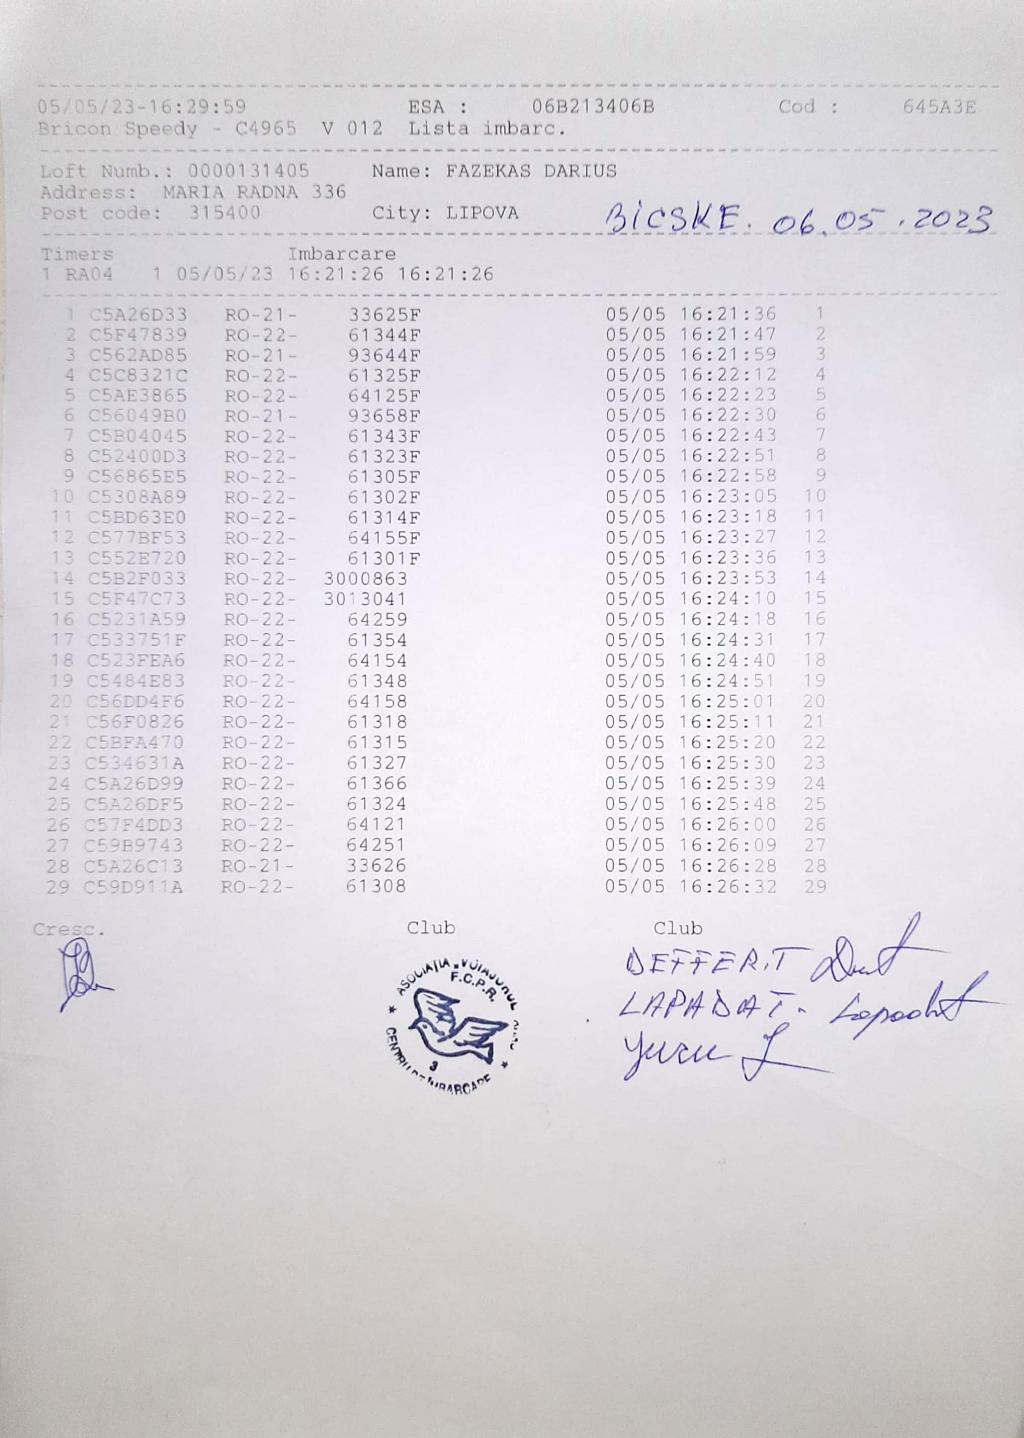 05/05/23-16:29:59 ESA : 06B213406B Cod : 645A3E
Bricon Speedy - C4965 V 012 Lista imbarc.
Loft Numb.: 0000131405 Name: FAZEKAS DARIUS
Address: MARIA RADNA 336
Post code: 315400 City: LIPOVA
BICSKE. 06.05.2023
Timers Imbarcare
1 RA04 1 05/05/23 16:21:26 16:21:26
1 C5A26D33 RO-21- 33625F 05/05 16:21:36 1
2 C5F47839 RO-22- 61344F 05/05 16:21:47 2
3 C562AD85 RO-21- 93644F 05/05 16:21:59 3
4 C5C8321C RO-22- 61325F 05/05 16:22:12 4
5 C5AE3865 RO-22- 64125F 05/05 16:22:23 5
6 C56049B0 RO-21- 93658F 05/05 16:22:30 6
7 C5B04045 RO-22- 61343F 05/05 16:22:43 7
8 C52400D3 RO-22- 61323F 05/05 16:22:51 8
9 C56865E5 RO-22- 61305F 05/05 16:22:58 9
10 C5308A89 RO-22- 61302F 05/05 16:23:05 10
11 C5BD63E0 RO-22- 61314F 05/05 16:23:18 11
12 C577BF53 RO-22- 64155F 05/05 16:23:27 12
13 C552E720 RO-22- 61301F 05/05 16:23:36 13
14 C5B2F033 RO-22- 3000863 05/05 16:23:53 14
15 C5F47C73 RO-22- 3013041 05/05 16:24:10 15
16 C5231A59 RO-22- 64259 05/05 16:24:18 16
17 C533751F RO-22- 61354 05/05 16:24:31 17
18 C523FEA6 RO-22- 64154 05/05 16:24:40 18
19 C5484E83 RO-22- 61348 05/05 16:24:51 19
20 C56DD4F6 RO-22- 64158 05/05 16:25:01 20
21 C56F0826 RO-22- 61318 05/05 16:25:11 21
22 C5BFA470 RO-22- 61315 05/05 16:25:20 22
23 C534631A RO-22- 61327 05/05 16:25:30 23
24 C5A26D99 RO-22- 61366 05/05 16:25:39 24
25 C5A26DF5 RO-22- 61324 05/05 16:25:48 25
26 C57F4DD3 RO-22- 64121 05/05 16:26:00 26
27 C59B9743 RO-22- 64251 05/05 16:26:09 27
28 C5A26C13 RO-21- 33626 05/05 16:26:28 28
29 C59D911A RO-22- 61308 05/05 16:26:32 29
Cresc. Club Club
ASOCIAȚIA „VOIAJORUL
F.C.P.R.
3
CENTRU DE IMBARCARE
DEFFERIT
LAPADAT. Lapadat